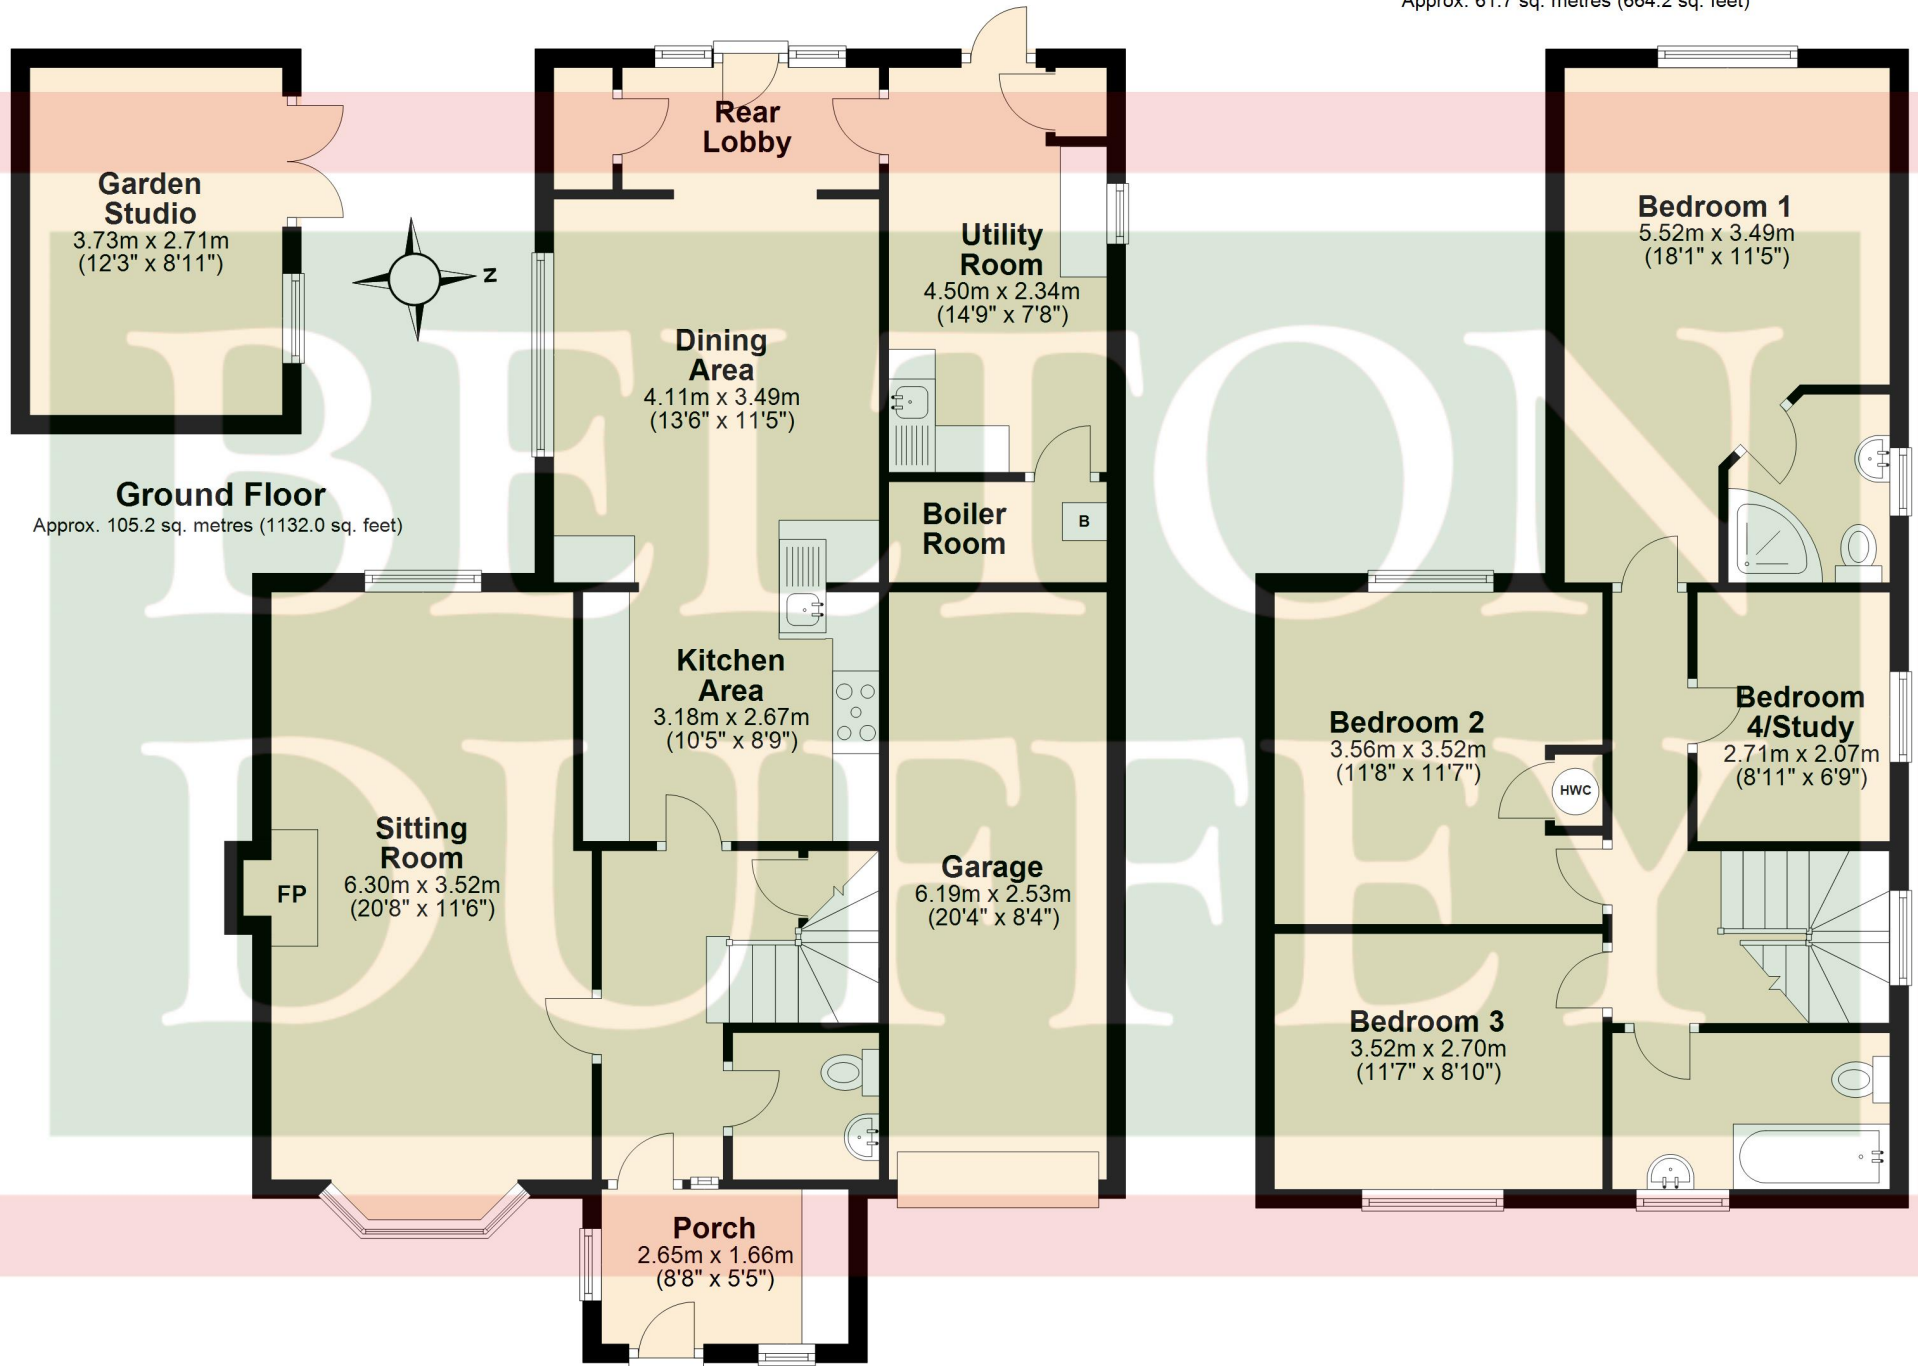 Approx. 61.7 sq. metres (664.2 sq. feet)
Garden
Studio
3.73m x 2.71m
(12'3" x 8'11")
N
Ground Floor
Approx. 105.2 sq. metres (1132.0 sq. feet)
Rear
Lobby
Utility
Room
4.50m x 2.34m
(14'9" x 7'8")
Dining
Area
4.11m x 3.49m
(13'6" x 11'5")
Boiler
Room
B
Kitchen
Area
3.18m x 2.67m
(10'5" x 8'9")
Sitting
Room
6.30m x 3.52m
(20'8" x 11'6")
FP
Garage
6.19m x 2.53m
(20'4" x 8'4")
Porch
2.65m x 1.66m
(8'8" x 5'5")
Bedroom 1
5.52m x 3.49m
(18'1" x 11'5")
Bedroom 2
3.56m x 3.52m
(11'8" x 11'7")
HWC
Bedroom
4/Study
2.71m x 2.07m
(8'11" x 6'9")
Bedroom 3
3.52m x 2.70m
(11'7" x 8'10")
BELTON
DUFFEY